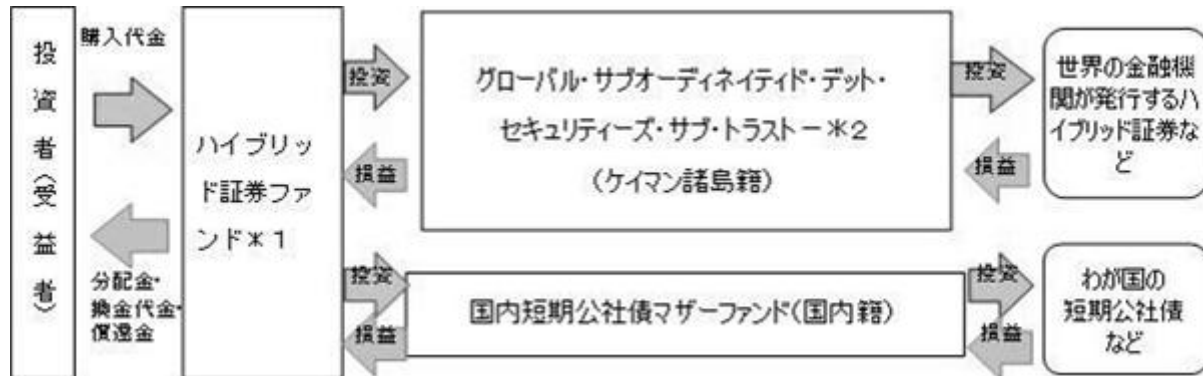 投資者(受益者)
購入代金
分配金・
換金代金・
償還金
ハイブリッ
ド証券ファ
ンド*1
投資
損益
グローバル・サブオーディネイティド・デット・
セキュリティーズ・サブ・トラスト-*2
(ケイマン諸島籍)
投資
損益
世界の金融機
関が発行するハ
イブリッド証券な
ど
投資
損益
国内短期公社債マザーファンド(国内籍)
投資
損益
わが国の
短期公社債
など